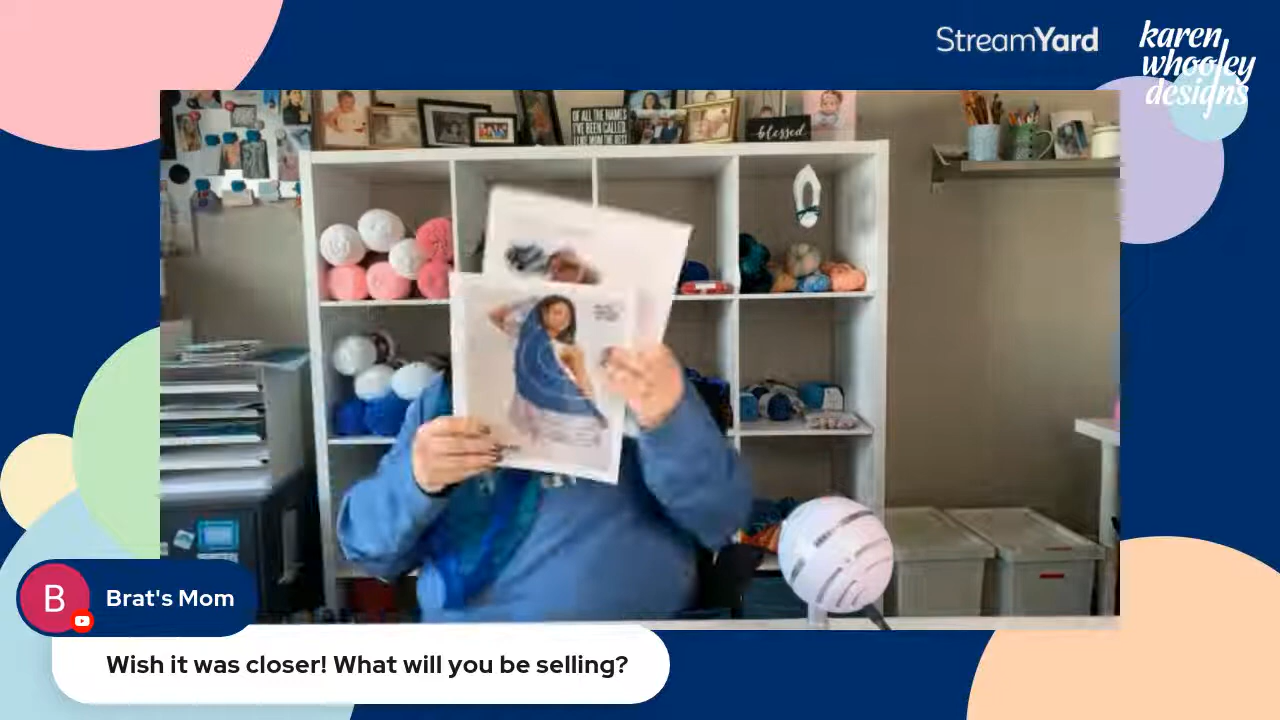 StreamYard
karen
whooley
designs
OF ALL THE NAMES
I'VE BEEN CALLED,
blessed
B
Brat's Mom
Wish it was closer! What will you be selling?